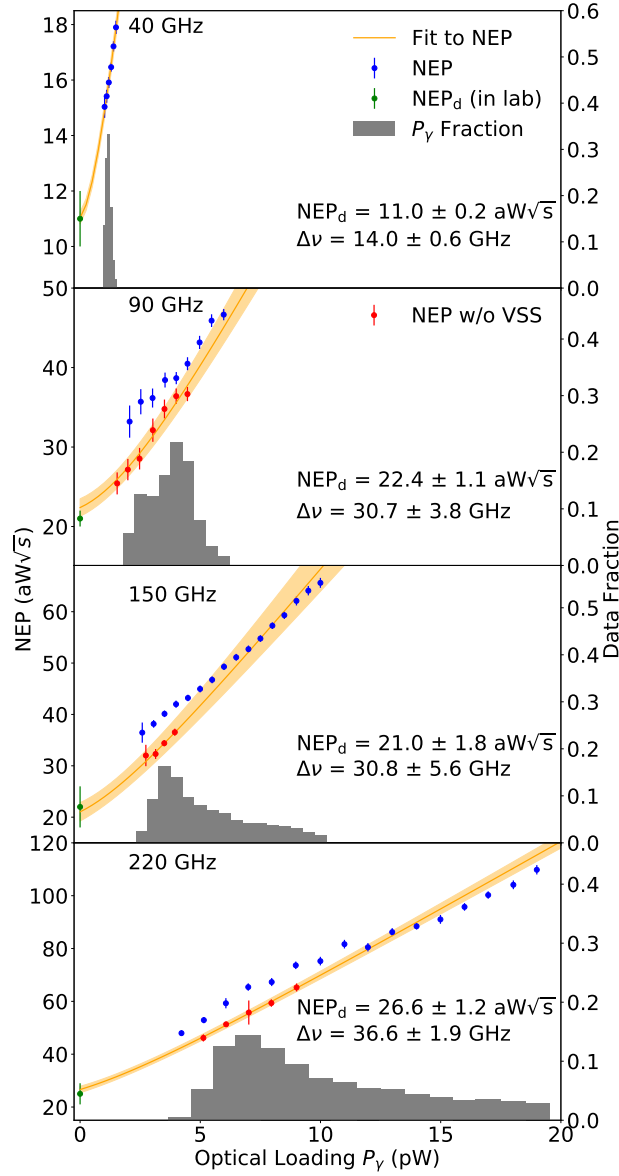 40 GHz
Fit to NEP
NEP
NEP_d (in lab)
P_γ Fraction
NEP_d = 11.0 ± 0.2 aW√s
Δν = 14.0 ± 0.6 GHz
18
16
14
12
10
0.6
0.5
0.4
0.3
0.2
0.1
0.0
90 GHz
NEP w/o VSS
NEP_d = 22.4 ± 1.1 aW√s
Δν = 30.7 ± 3.8 GHz
50
40
30
20
0.4
0.3
0.2
0.1
0.0
150 GHz
NEP_d = 21.0 ± 1.8 aW√s
Δν = 30.8 ± 5.6 GHz
60
50
40
30
20
0.5
0.4
0.3
0.2
0.1
0.0
220 GHz
NEP_d = 26.6 ± 1.2 aW√s
Δν = 36.6 ± 1.9 GHz
120
100
80
60
40
20
0.4
0.3
0.2
0.1
0.0
0 5 10 15 20
Optical Loading P_γ (pW)
NEP (aW√s)
Data Fraction